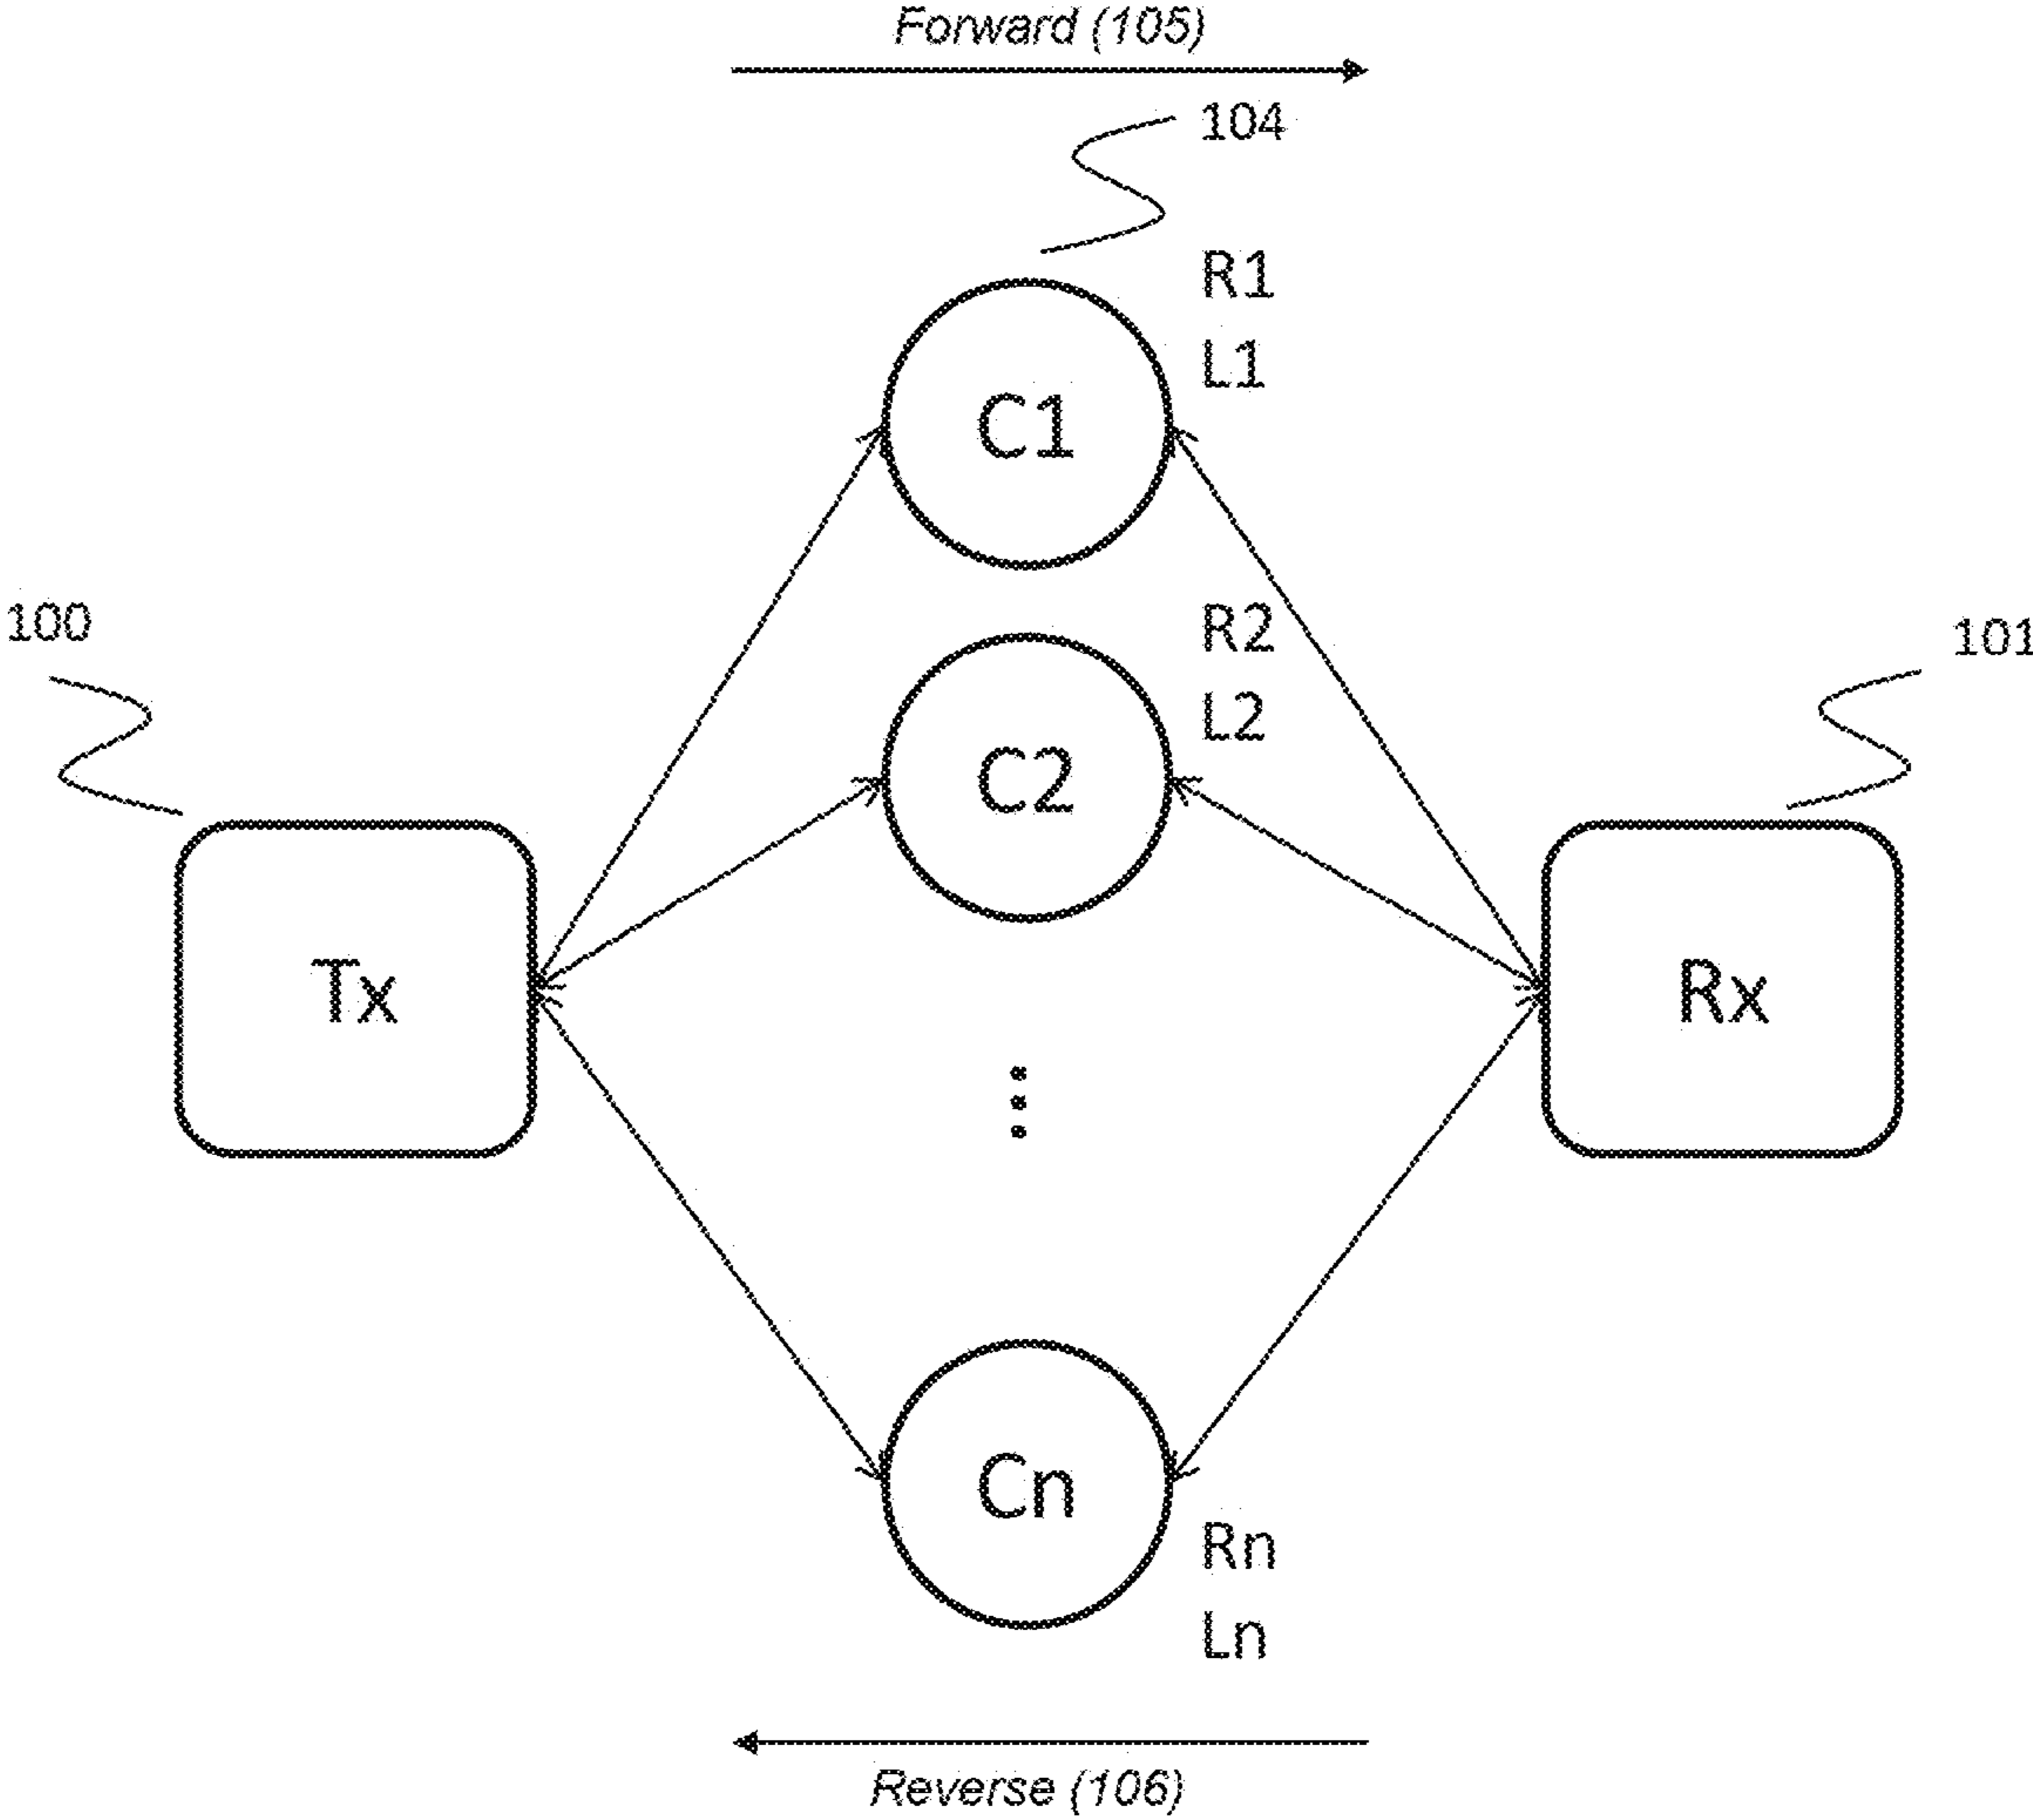 Forward (105)
104
R1
L1
C1
100
R2
101
L2
C2
Tx
Rx
Cn
Rn
Ln
Reverse (106)